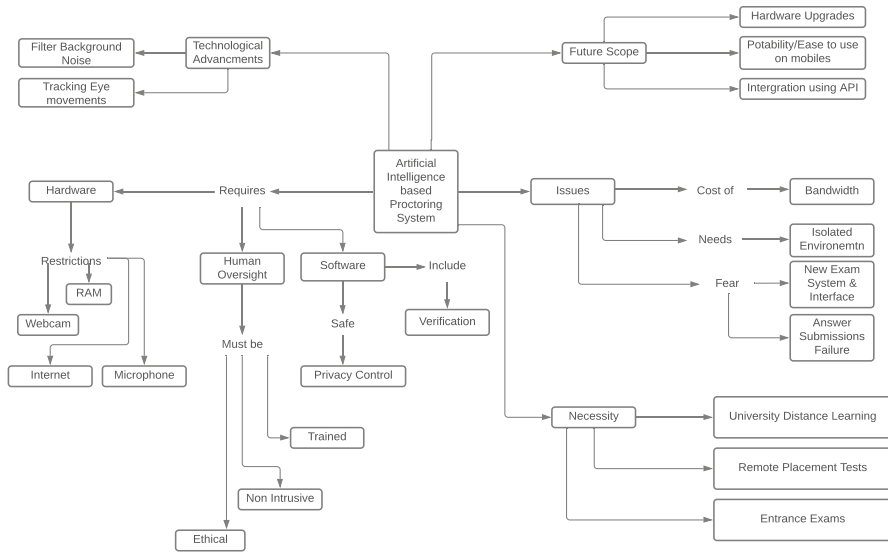 Hardware Upgrades
Filter Background
Noise
Technological
Advancments
Future Scope
Potability/Ease to use
on mobiles
Tracking Eye
movements
Intergration using API
Artificial
Intelligence
based
Proctoring
System
Hardware
Requires
Issues
Cost of
Bandwidth
Needs
Isolated
Environemtn
Restrictions
Human
Oversight
Software
Include
Fear
New Exam
System &
Interface
RAM
Webcam
Safe
Verification
Must be
Answer
Submissions
Failure
Internet
Microphone
Privacy Control
Necessity
University Distance Learning
Trained
Remote Placement Tests
Non Intrusive
Entrance Exams
Ethical